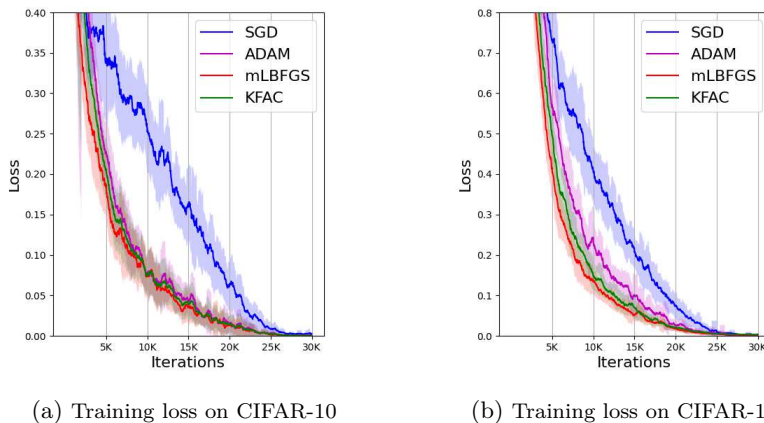 SGD
ADAM
mLBFGS
KFAC
0.40
0.35
0.30
0.25
0.20
0.15
0.10
0.05
0.00
Loss
5K 10K 15K 20K 25K 30K
Iterations
(a) Training loss on CIFAR-10
SGD
ADAM
mLBFGS
KFAC
0.8
0.7
0.6
0.5
0.4
0.3
0.2
0.1
0.0
Loss
5K 10K 15K 20K 25K 30K
Iterations
(b) Training loss on CIFAR-1